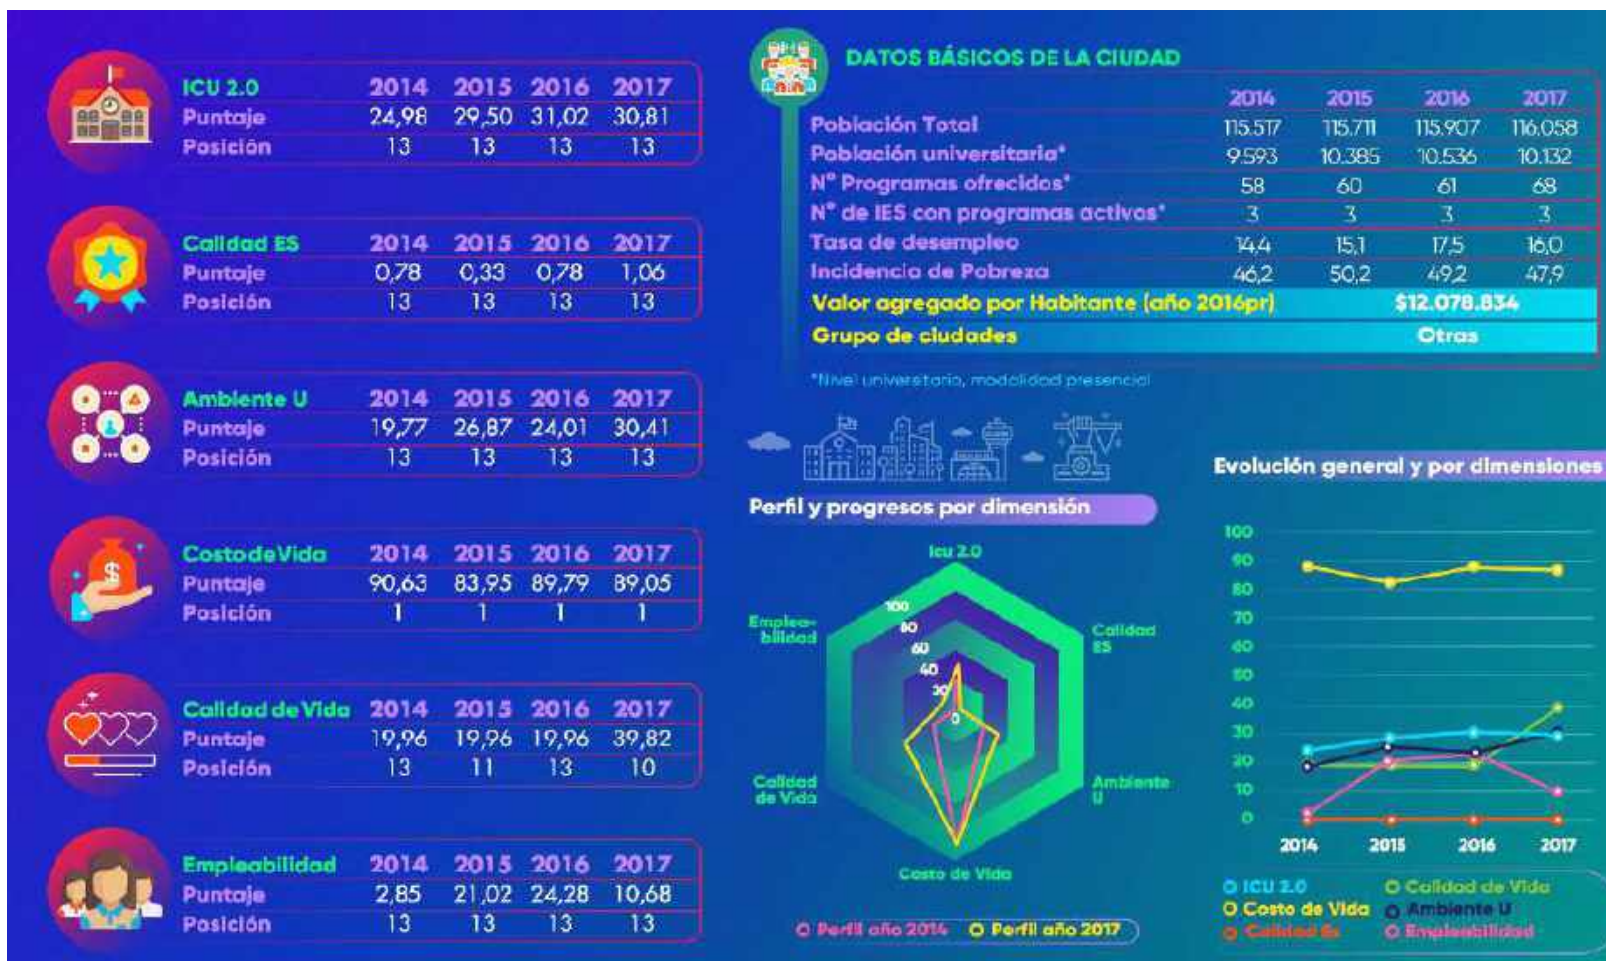 ICU 2.0 2014 2015 2016 2017
Puntaje 24,98 29,50 31,02 30,81
Posición 13 13 13 13
Calidad ES 2014 2015 2016 2017
Puntaje 0,78 0,33 0,78 1,06
Posición 13 13 13 13
Ambiente U 2014 2015 2016 2017
Puntaje 19,77 26,87 24,01 30,41
Posición 13 13 13 13
Costo de Vida 2014 2015 2016 2017
Puntaje 90,63 83,95 89,79 89,05
Posición 1 1 1 1
Calidad de Vida 2014 2015 2016 2017
Puntaje 19,96 19,96 19,96 39,82
Posición 13 11 13 10
Empleabilidad 2014 2015 2016 2017
Puntaje 2,85 21,02 24,28 10,68
Posición 13 13 13 13
DATOS BÁSICOS DE LA CIUDAD
2014 2015 2016 2017
Población Total 115.517 115.711 115.907 116.058
Población universitaria* 9.593 10.385 10.536 10.132
N° Programas ofrecidos* 58 60 61 68
N° de IES con programas activos* 3 3 3 3
Tasa de desempleo 14,4 15,1 17,5 16,0
Incidencia de Pobreza 46,2 50,2 49,2 47,9
Valor agregado por Habitante (año 2016pr) $12.078.834
Grupo de ciudades Otras
*Nivel universitario, modalidad presencial
Perfil y progresos por dimensión
Icu 2.0
Calidad
ES
Ambiente
U
Costo de Vida
Calidad
de Vida
Emplea-
bilidad
100
80
60
40
20
0
Perfil año 2014 Perfil año 2017
Evolución general y por dimensiones
100
90
80
70
60
50
40
30
20
10
0
2014 2015 2016 2017
ICU 2.0 Calidad de Vida
Costo de Vida Ambiente U
Calidad Es Empleabilidad